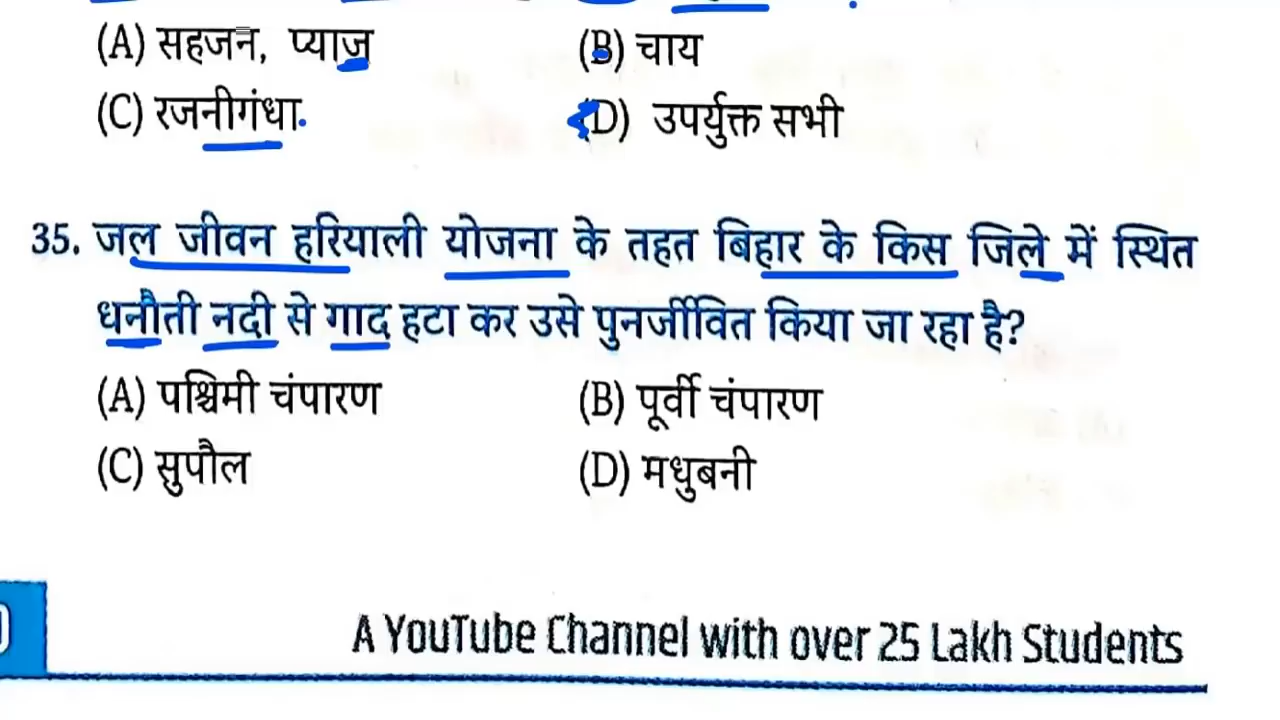 (A) सहजन, प्याज (B) चाय
(C) रजनीगंधा (D) उपर्युक्त सभी
35. जल जीवन हरियाली योजना के तहत बिहार के किस जिले में स्थित
धनौती नदी से गाद हटा कर उसे पुनर्जीवित किया जा रहा है?
(A) पश्चिमी चंपारण (B) पूर्वी चंपारण
(C) सुपौल (D) मधुबनी
A YouTube Channel with over 25 Lakh Students